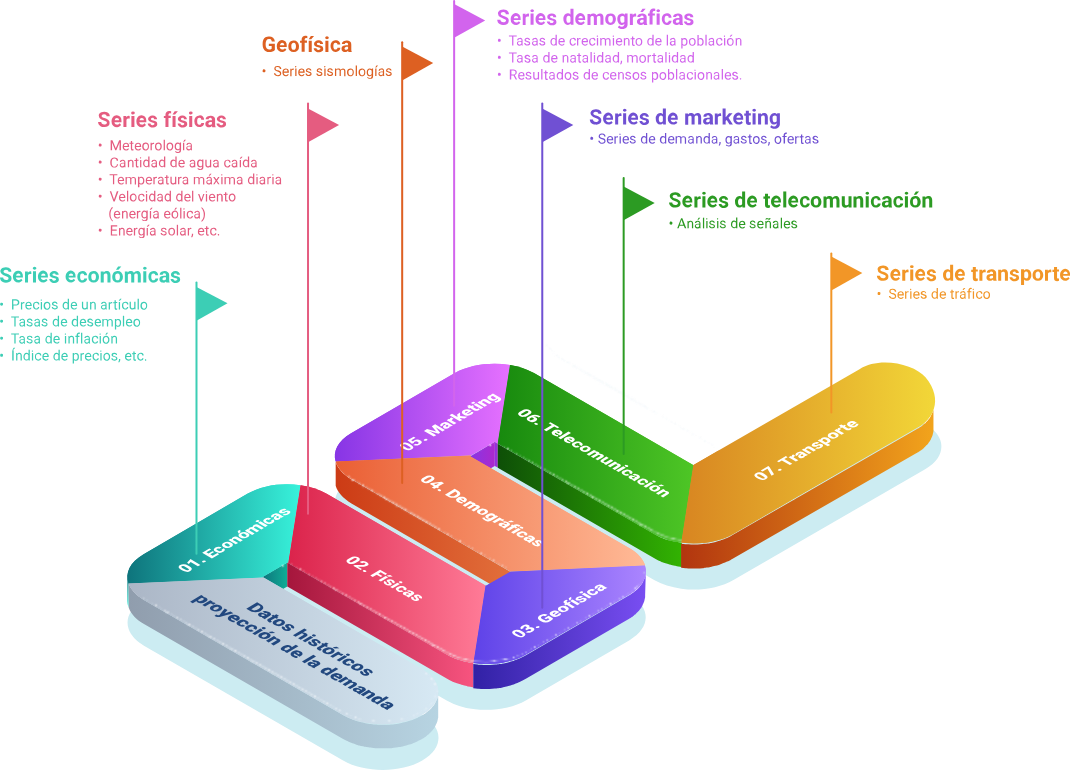 Series demográficas
• Tasas de crecimiento de la población
• Tasa de natalidad, mortalidad
• Resultados de censos poblacionales.
Geofísica
• Series sismologías
Series físicas
• Meteorología
• Cantidad de agua caída
• Temperatura máxima diaria
• Velocidad del viento
(energía eólica)
• Energía solar, etc.
Series de marketing
• Series de demanda, gastos, ofertas
Series de telecomunicación
• Análisis de señales
Series económicas
• Precios de un artículo
• Tasas de desempleo
• Tasa de inflación
• Índice de precios, etc.
Series de transporte
• Series de tráfico
05. Marketing
06. Telecomunicación
07. Transporte
04. Demográficas
01. Económicas
02. Físicas
03. Geofísica
Datos históricos
proyección de la demanda